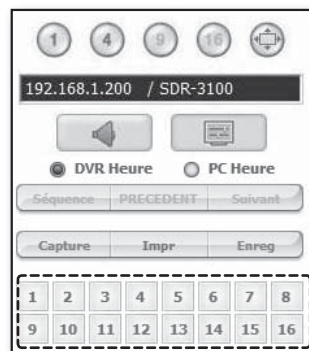 1 4 9 16
192.168.1.200 / SDR-3100
DVR Heure PC Heure
Séquence PRECEDENT Suivant
Capture Impr Enreg
1 2 3 4 5 6 7 8
9 10 11 12 13 14 15 16